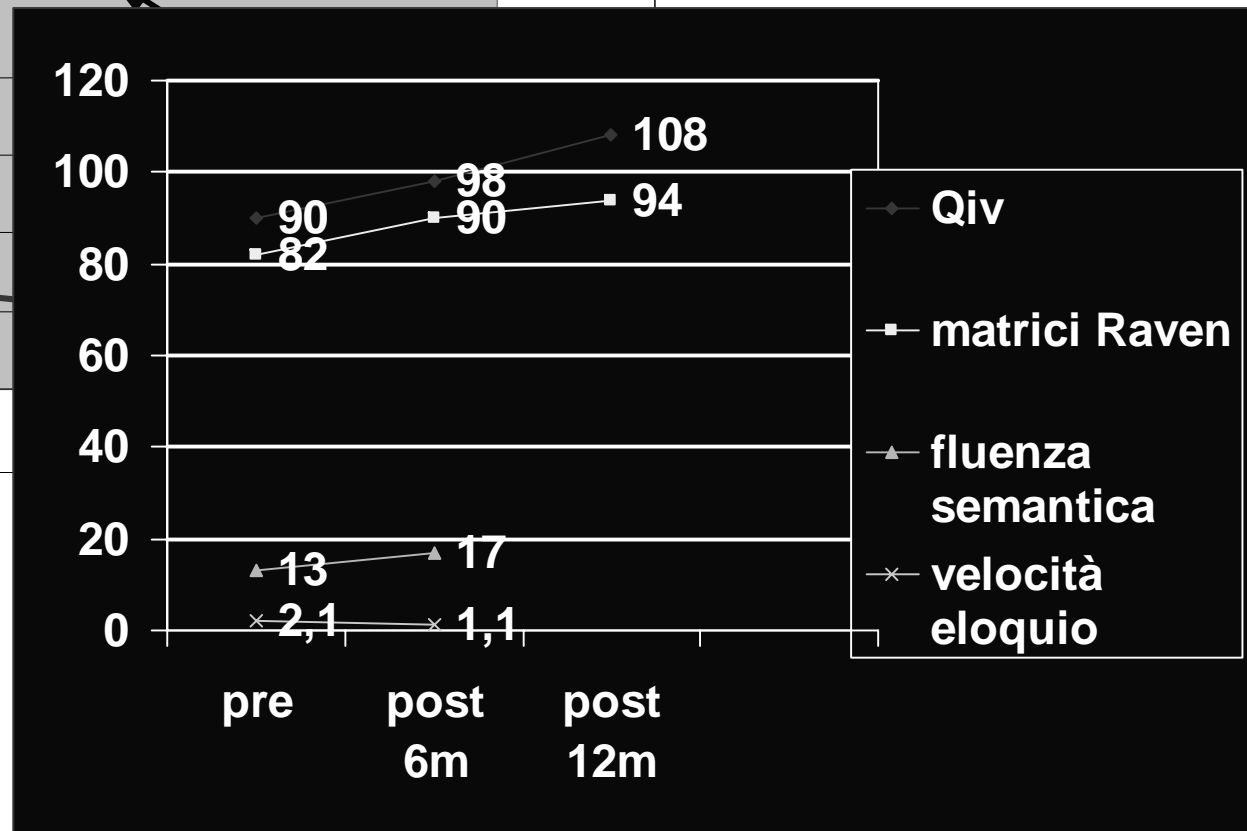 120
100
80
60
40
20
0
108
98
90
94
90
82
17
13
2,1
1,1
pre
post
6m
post
12m
Qiv
matrici Raven
fluenza
semantica
velocità
eloquio